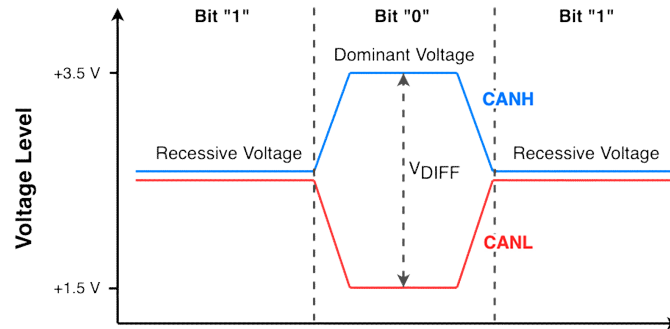 Bit "1"
Bit "0"
Bit "1"
Dominant Voltage
+3.5 V
CANH
Recessive Voltage
Recessive Voltage
VDIFF
Voltage Level
CANL
+1.5 V